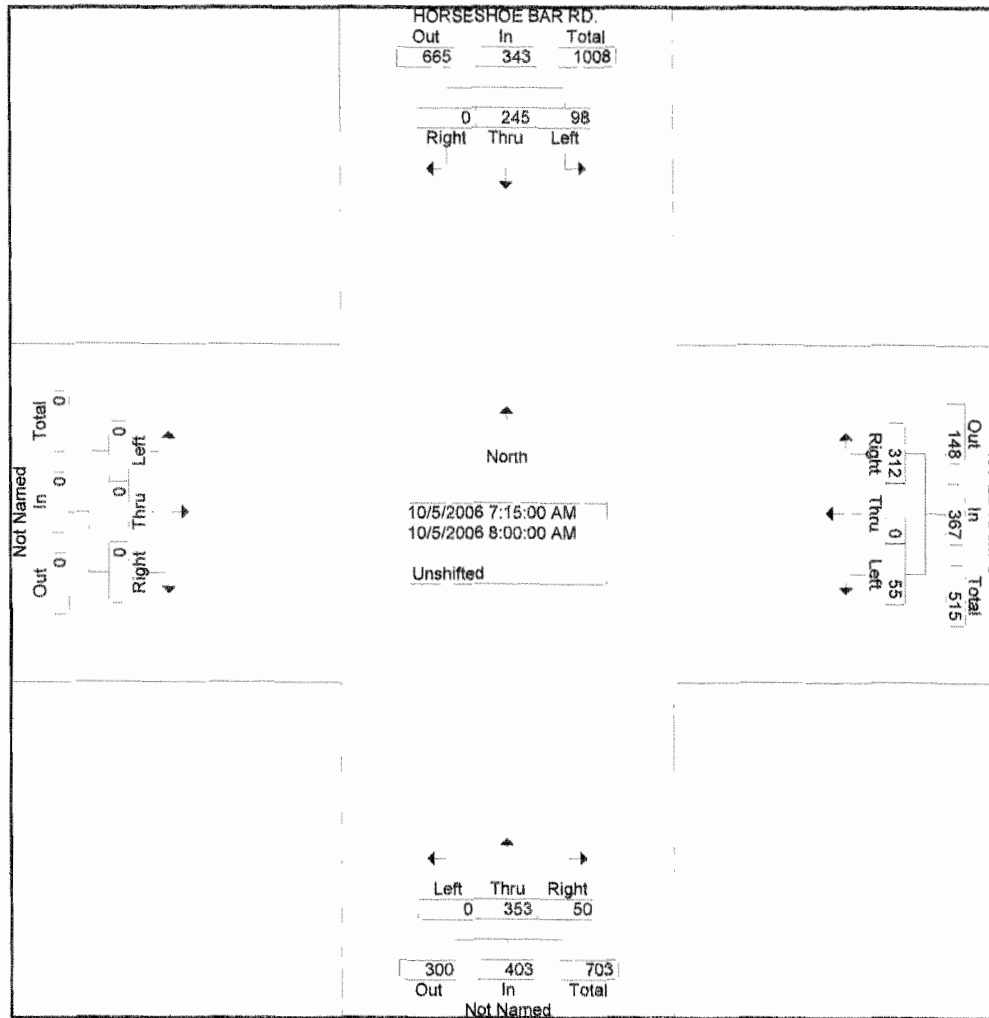 HORSESHOE BAR RD.
Out In Total
665 343 1008
0 245 98
Right Thru Left
Total In Out
0 0 0
Not Named
0 0 0
Left Thru Right
North
10/5/2006 7:15:00 AM
10/5/2006 8:00:00 AM
Unshifted
Out In Total
148 367 515
312 0 55
Right Thru Left
Left Thru Right
0 353 50
300 403 703
Out In Total
Not Named